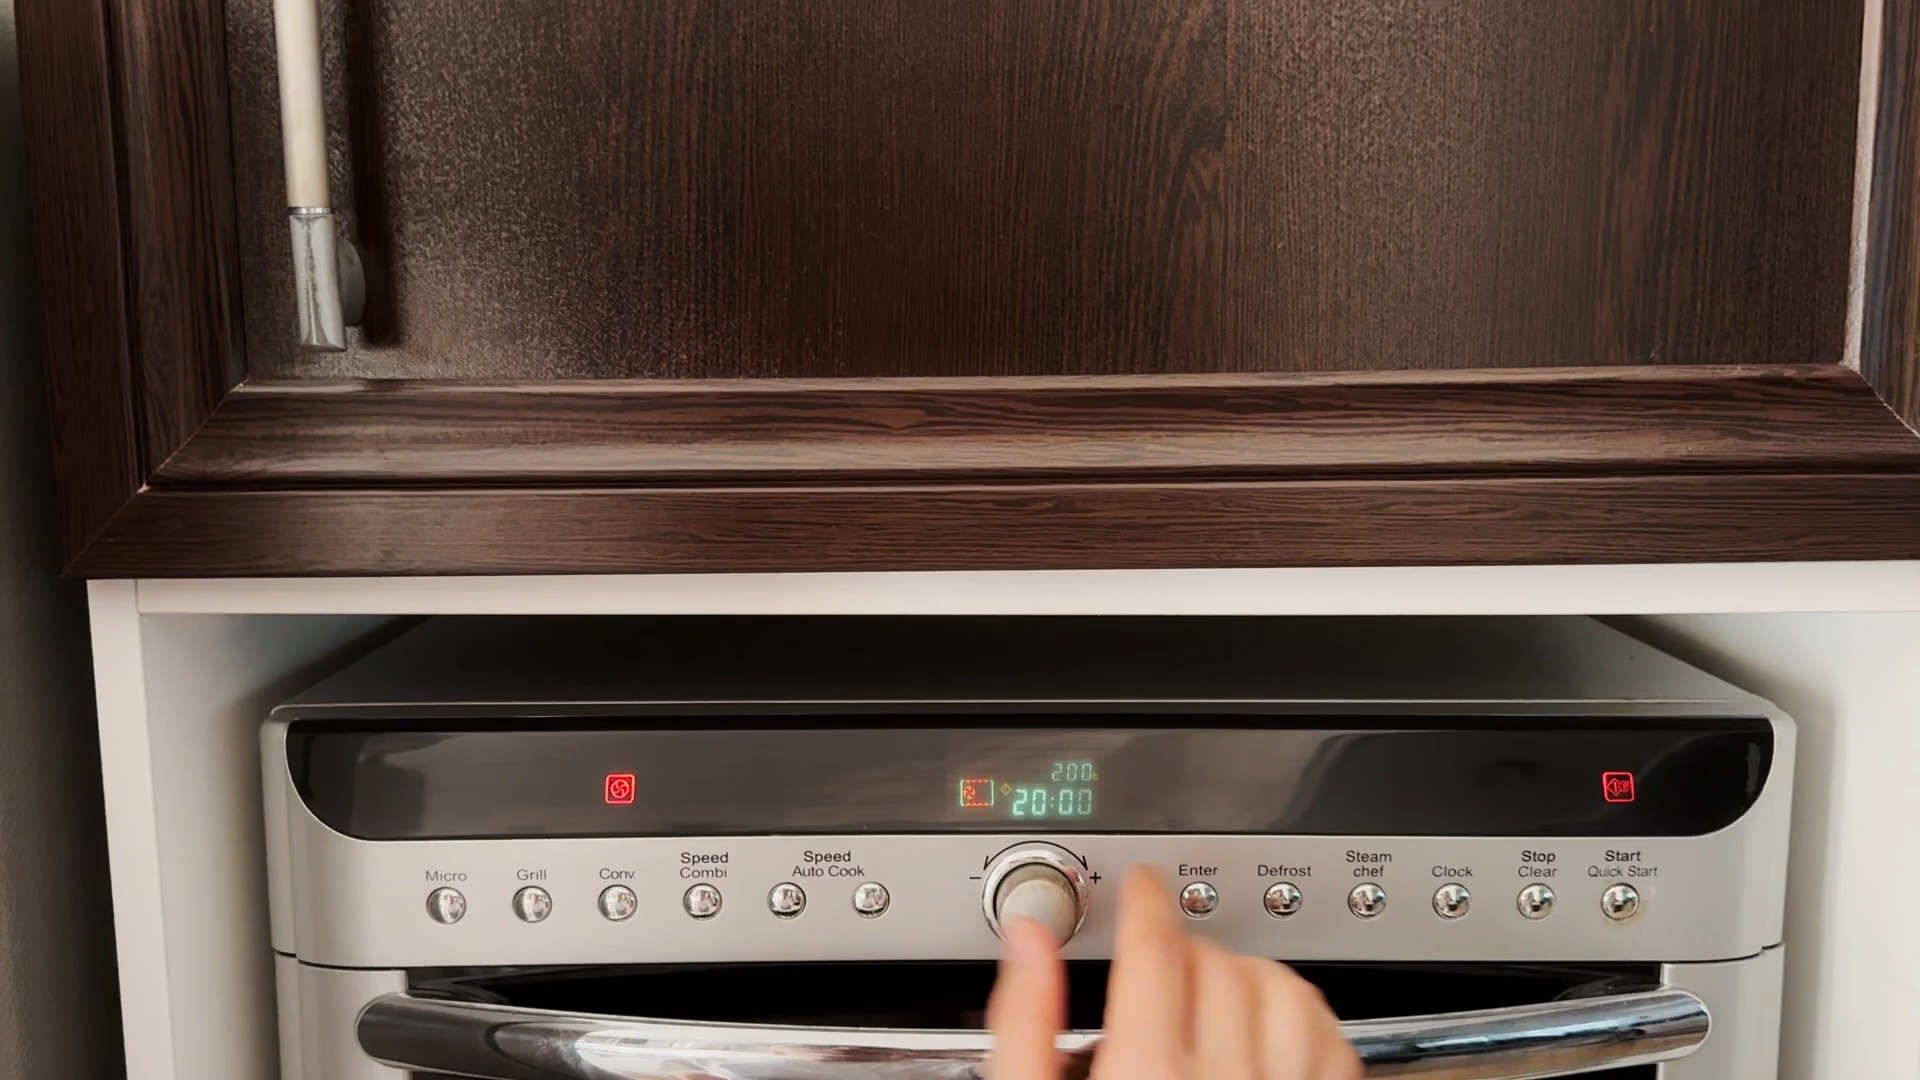 200
20:00
Micro
Grill
Conv.
Speed
Combi
Speed
Auto Cook
- +
Enter
Defrost
Steam
chef
Clock
Stop
Clear
Start
Quick Start